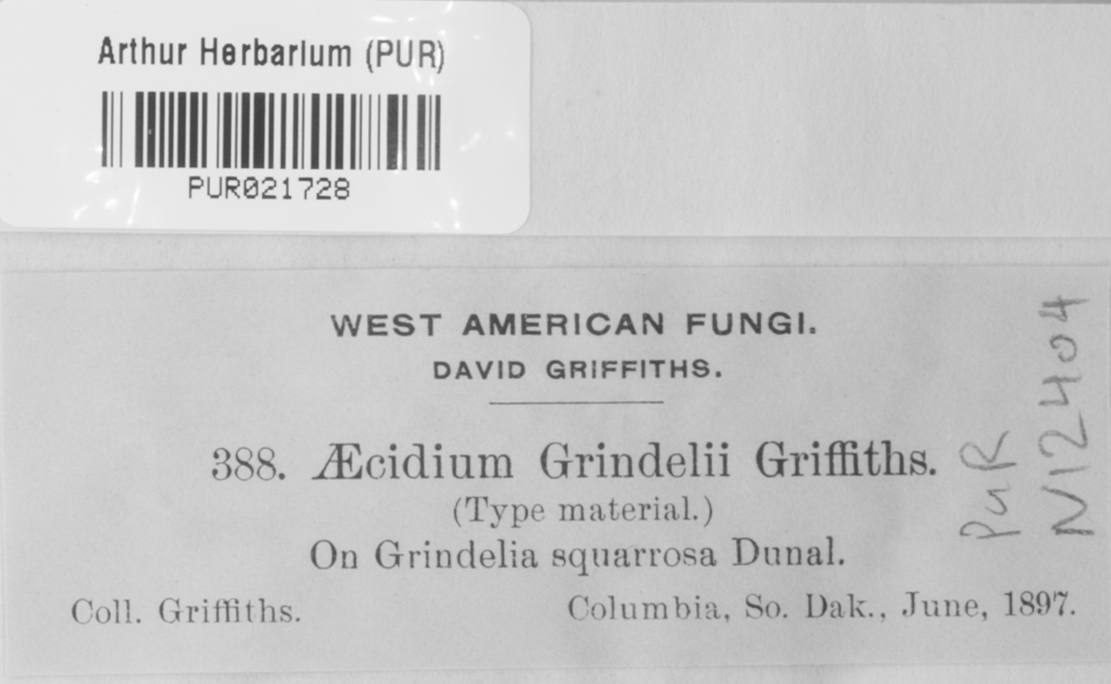 Arthur Herbarium (PUR)
PUR021728
WEST AMERICAN FUNGI.
DAVID GRIFFITHS.
388. Æcidium Grindelii Griffiths.
(Type material.)
On Grindelia squarrosa Dunal.
Coll. Griffiths. Columbia, So. Dak., June, 1897.
PuR
N12404